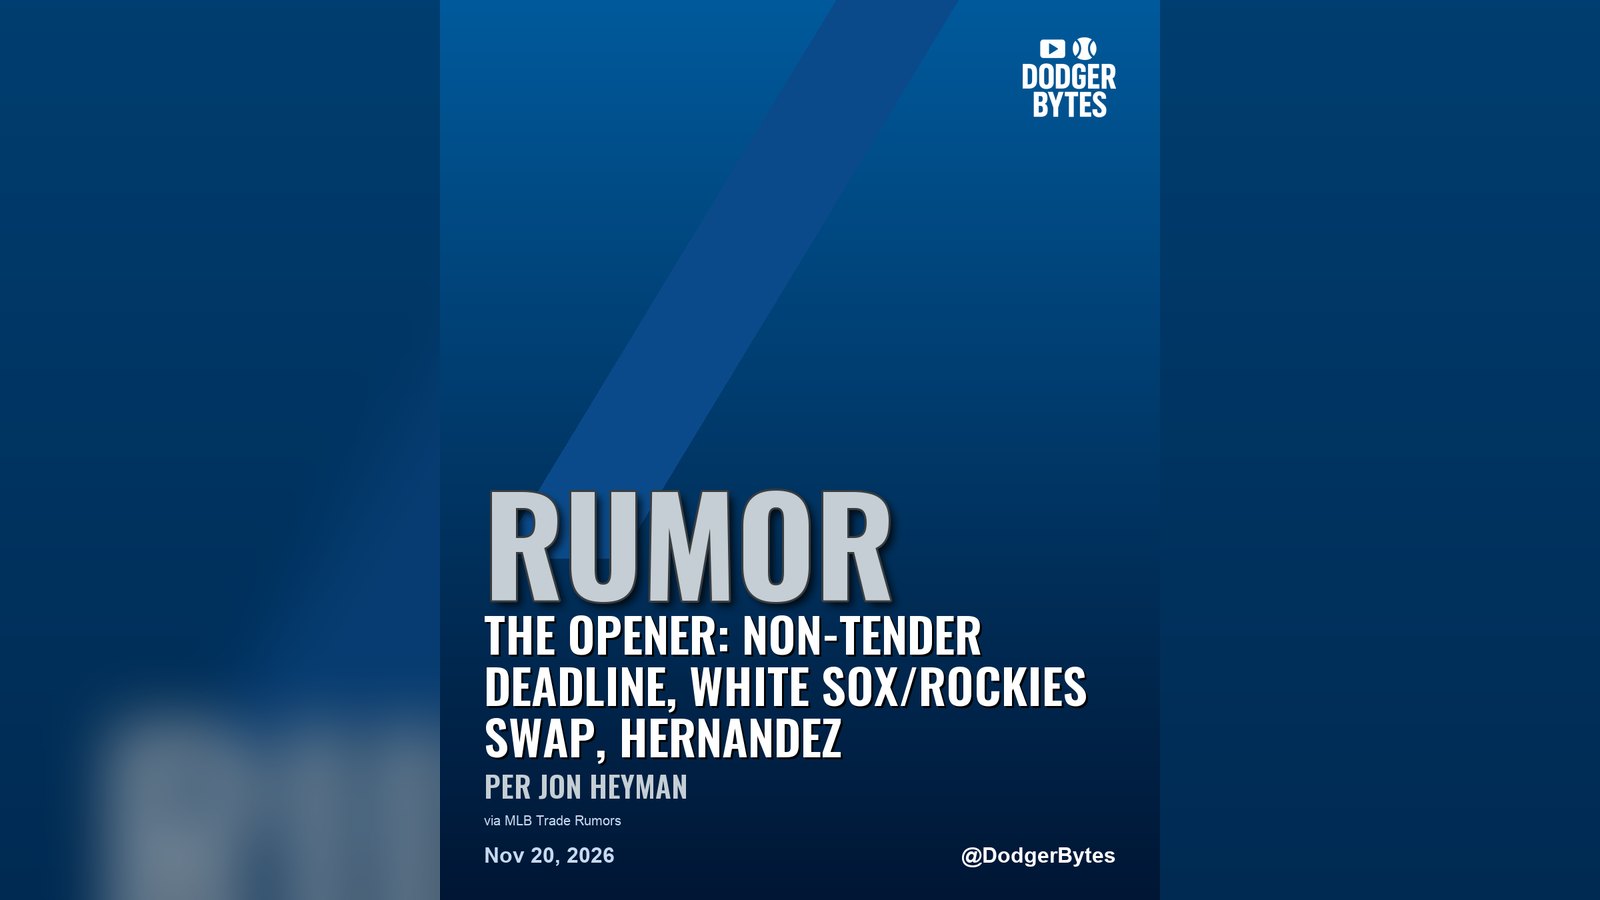 DODGER
BYTES
RUMOR
THE OPENER: NON-TENDER
DEADLINE, WHITE SOX/ROCKIES
SWAP, HERNANDEZ
PER JON HEYMAN
via MLB Trade Rumors
Nov 20, 2026
@DodgerBytes